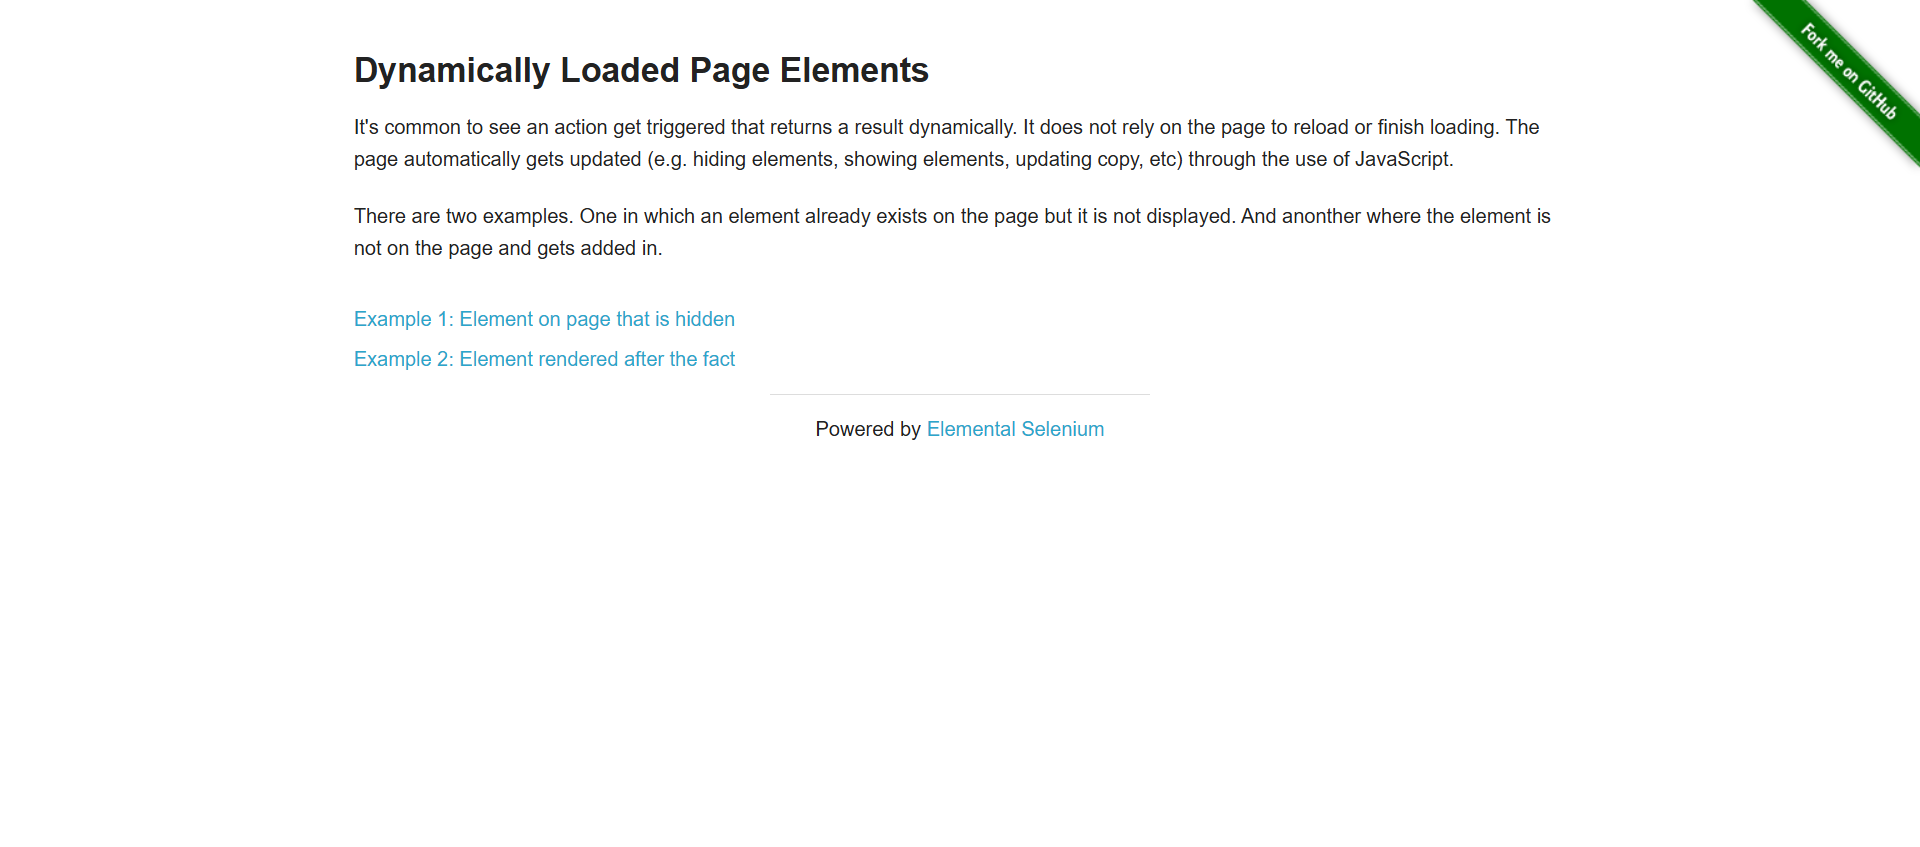 Fork me on GitHub
Dynamically Loaded Page Elements
It's common to see an action get triggered that returns a result dynamically. It does not rely on the page to reload or finish loading. The
page automatically gets updated (e.g. hiding elements, showing elements, updating copy, etc) through the use of JavaScript.
There are two examples. One in which an element already exists on the page but it is not displayed. And anonther where the element is
not on the page and gets added in.
Example 1: Element on page that is hidden
Example 2: Element rendered after the fact
Powered by Elemental Selenium